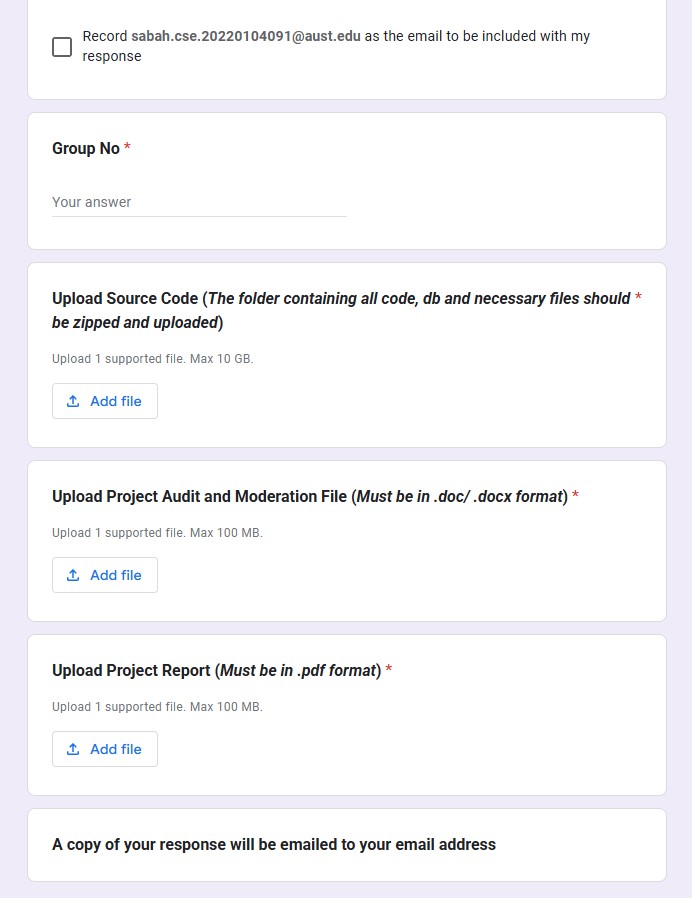 Record sabah.cse.20220104091@aust.edu as the email to be included with my
response
Group No *
Your answer
Upload Source Code (The folder containing all code, db and necessary files should *
be zipped and uploaded)
Upload 1 supported file. Max 10 GB.
Add file
Upload Project Audit and Moderation File (Must be in .doc/ .docx format) *
Upload 1 supported file. Max 100 MB.
Add file
Upload Project Report (Must be in .pdf format) *
Upload 1 supported file. Max 100 MB.
Add file
A copy of your response will be emailed to your email address